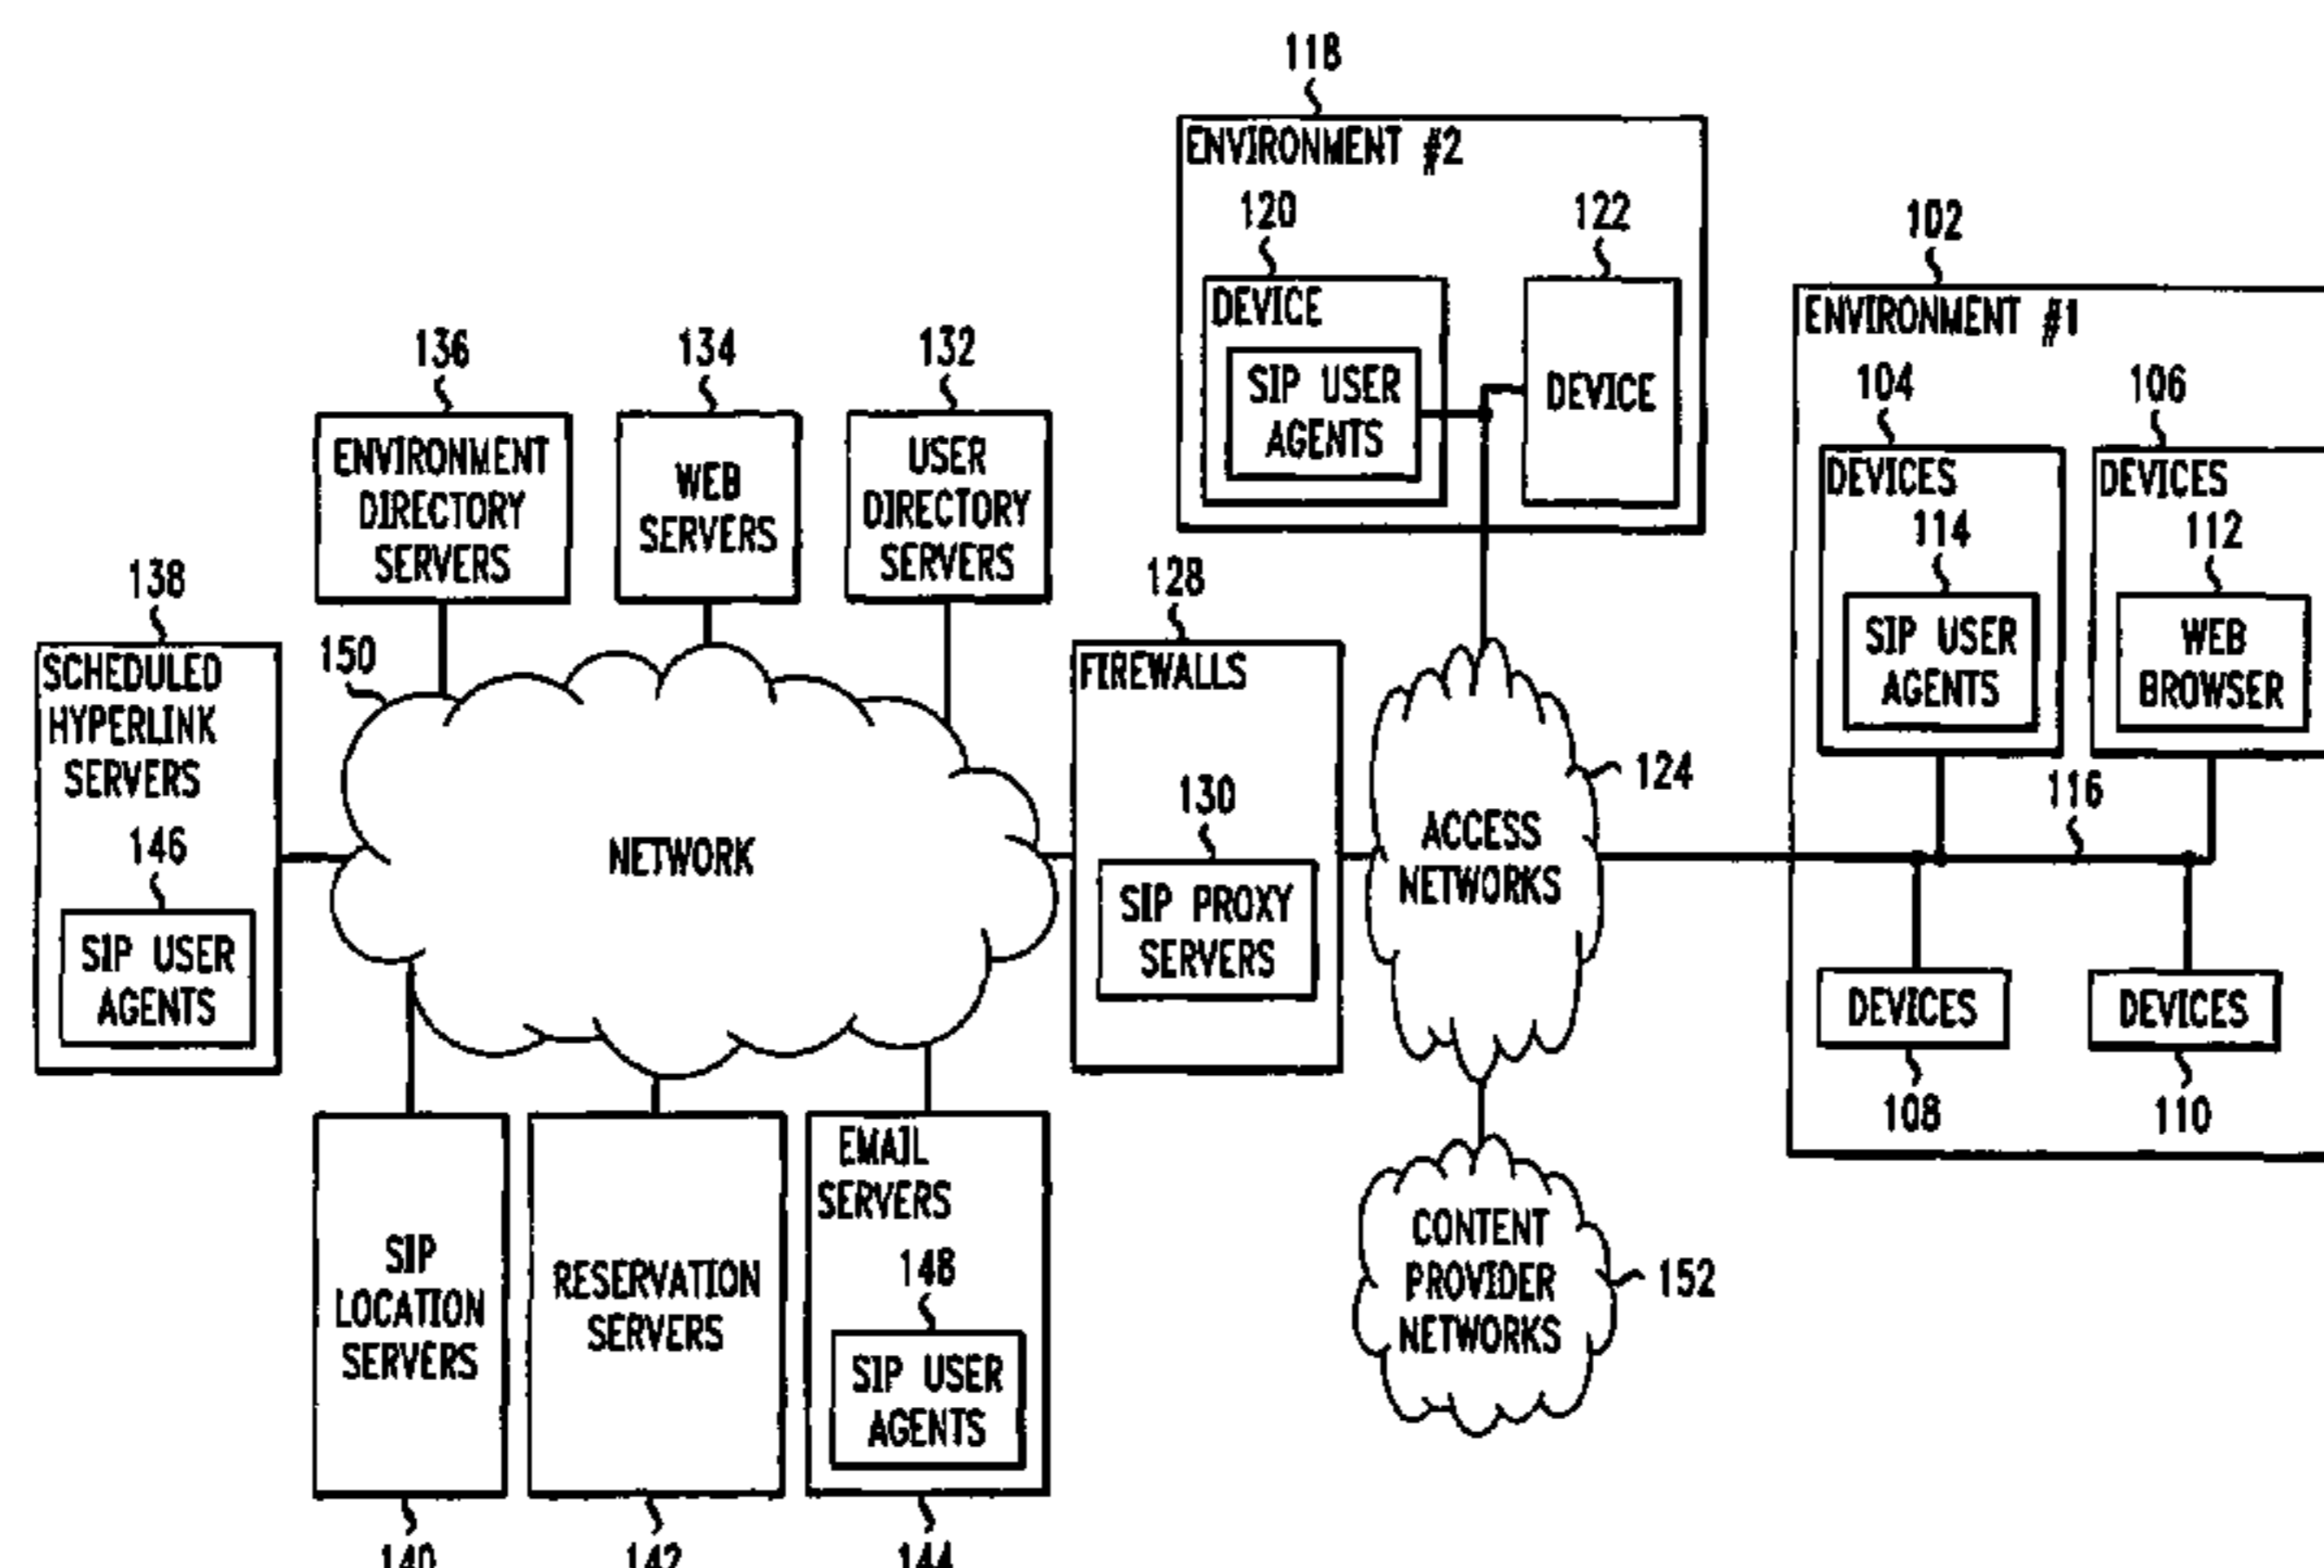 118
ENVIRONMENT #2
120
122
DEVICE
SIP USER
AGENTS
DEVICE
102
ENVIRONMENT #1
104
106
DEVICES
114
SIP USER
AGENTS
DEVICES
112
WEB
BROWSER
116
DEVICES
108
DEVICES
110
136
ENVIRONMENT
DIRECTORY
SERVERS
134
WEB
SERVERS
132
USER
DIRECTORY
SERVERS
138
SCHEDULED
HYPERLINK
SERVERS
146
SIP USER
AGENTS
150
NETWORK
128
FIREWALLS
130
SIP PROXY
SERVERS
124
ACCESS
NETWORKS
CONTENT
PROVIDER
NETWORKS
152
SIP
LOCATION
SERVERS
140
RESERVATION
SERVERS
142
EMAIL
SERVERS
148
SIP USER
AGENTS
144